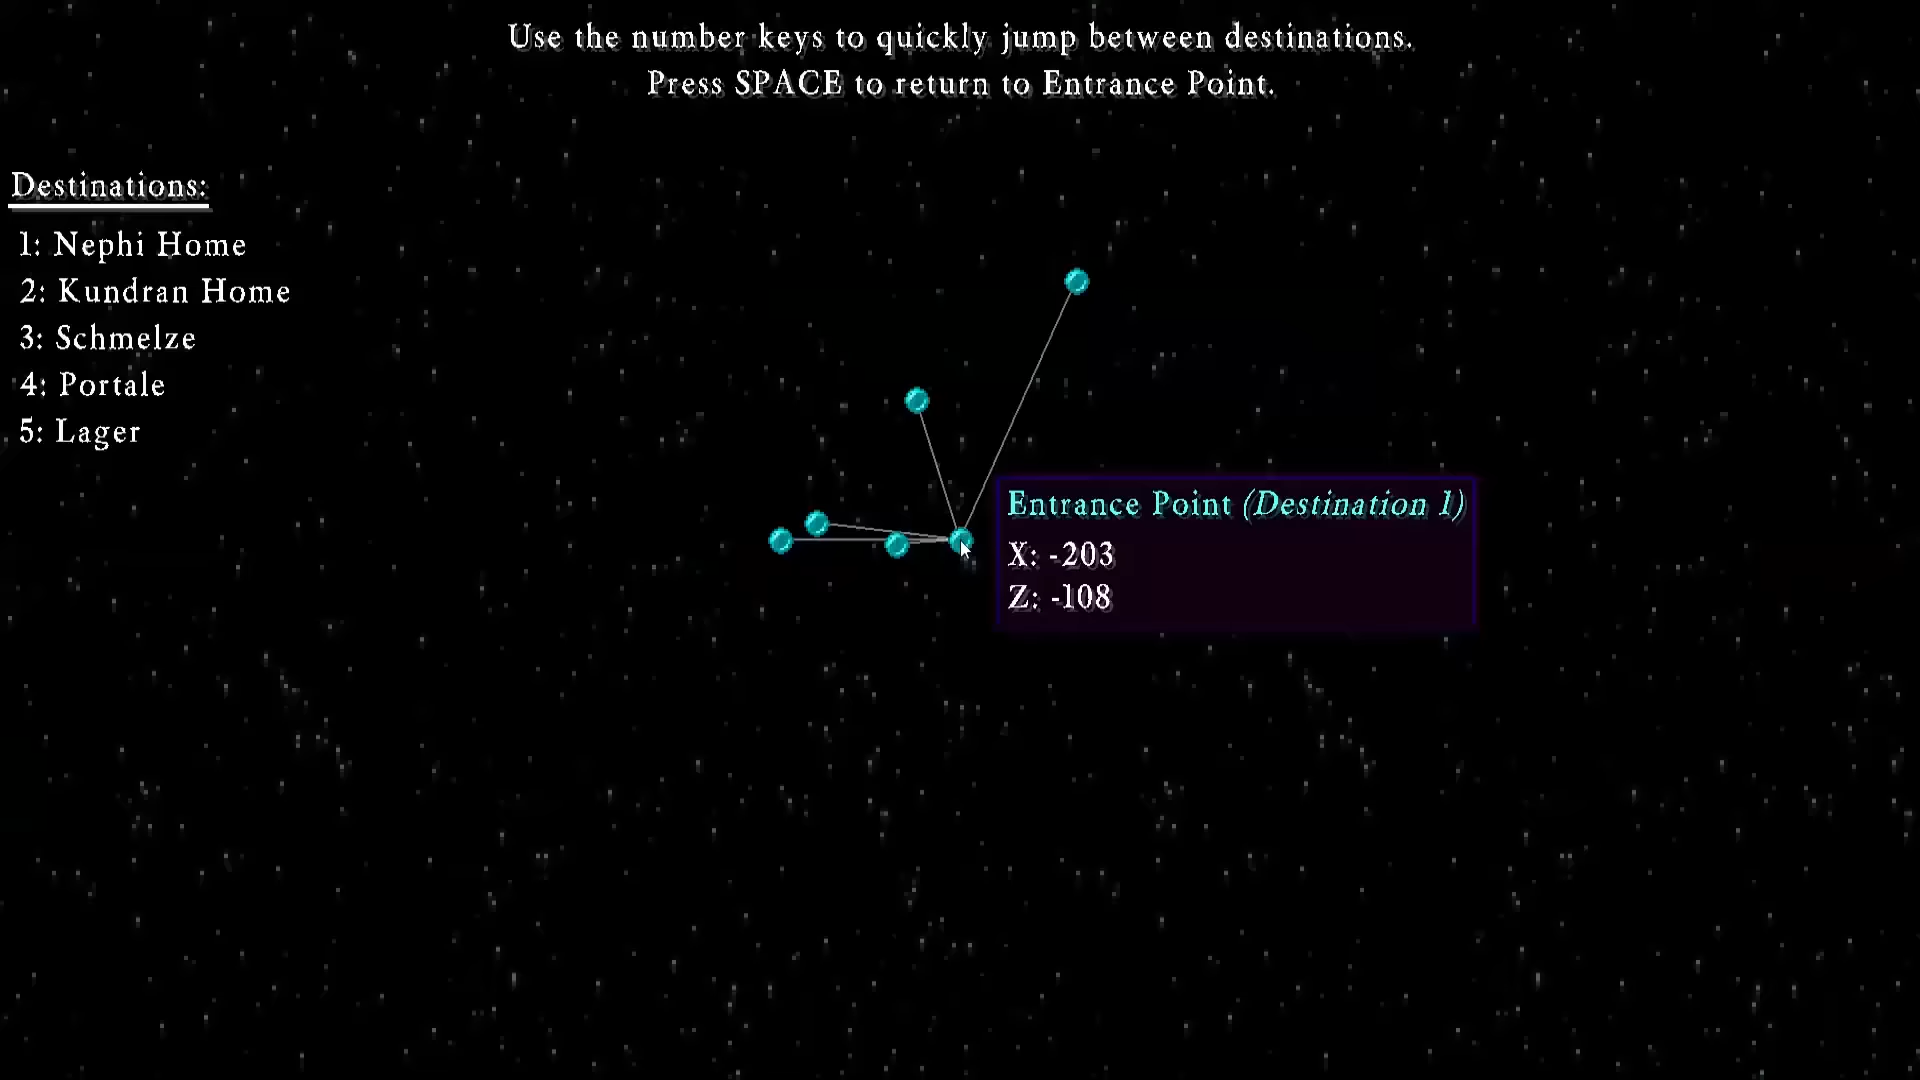 Use the number keys to quickly jump between destinations.
Press SPACE to return to Entrance Point.
Destinations:
1: Nephi Home
2: Kundran Home
3: Schmelze
4: Portale
5: Lager
Entrance Point (Destination 1)
X: -203
Z: -108